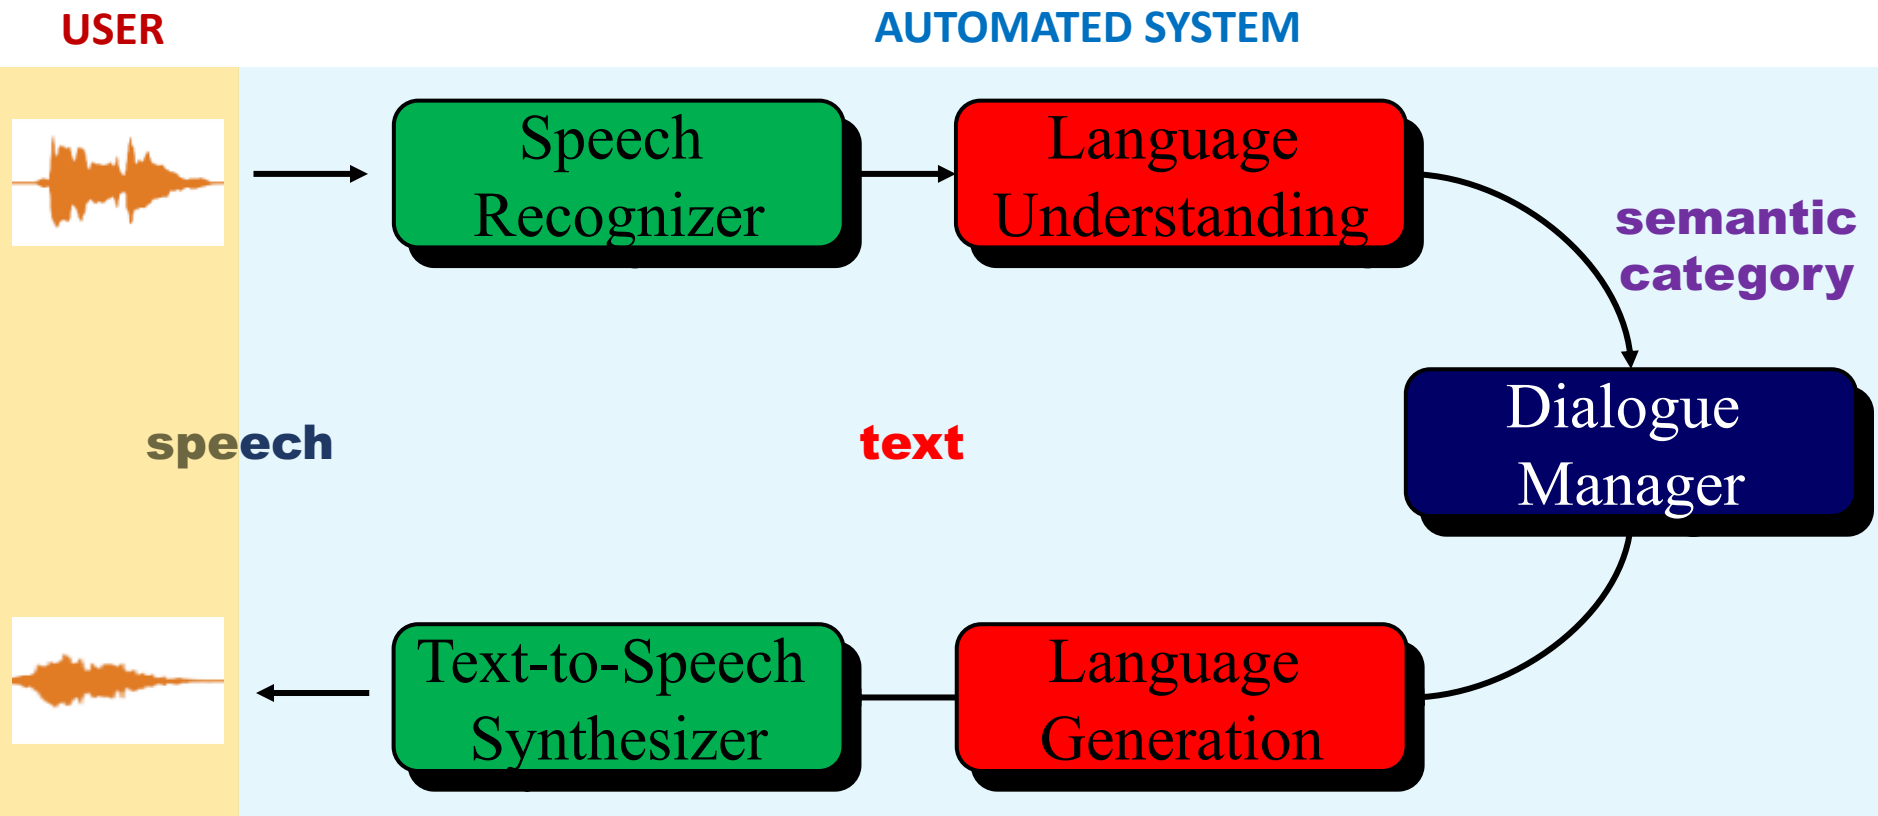 USER
AUTOMATED SYSTEM
Speech
Recognizer
Language
Understanding
semantic
category
Dialogue
Manager
speech
text
Text-to-Speech
Synthesizer
Language
Generation